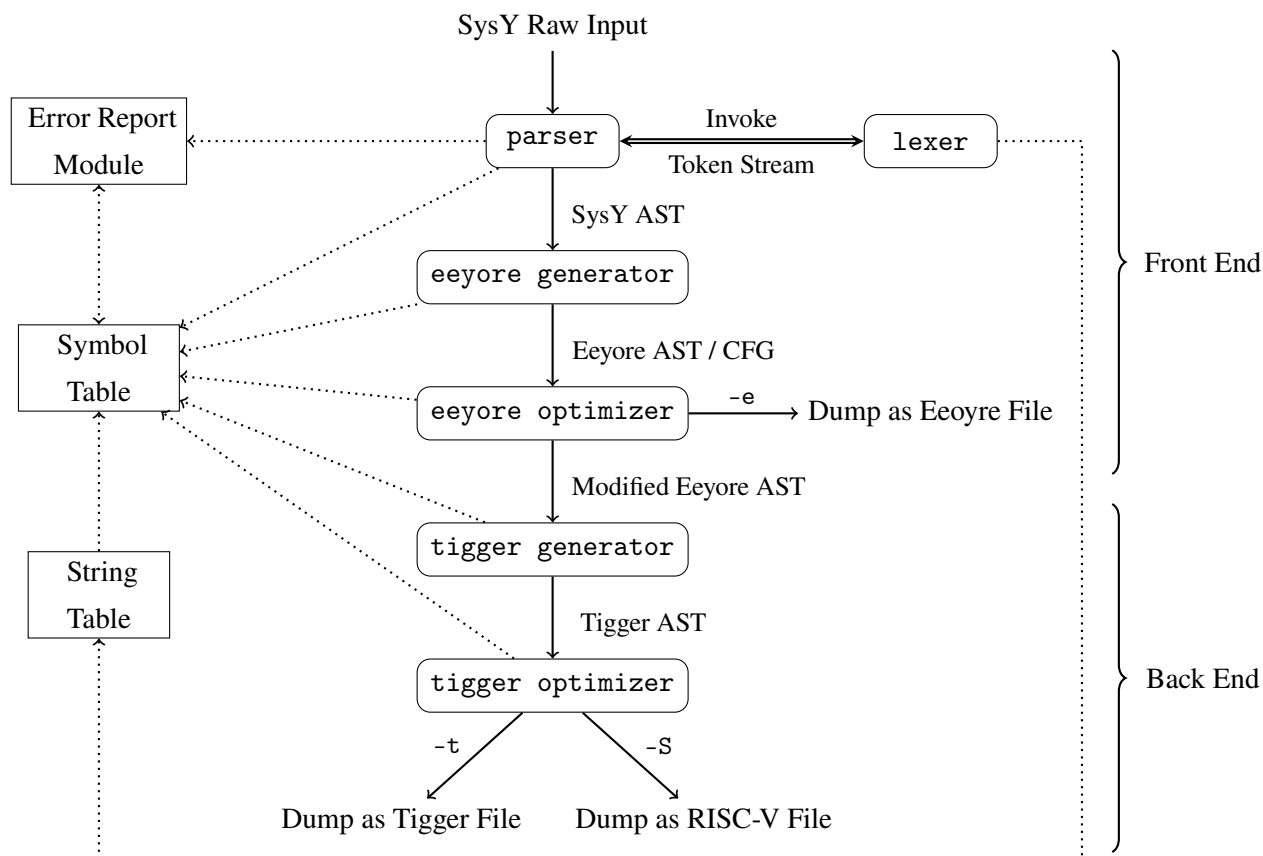 SysY Raw Input
Error Report
Module
parser
Invoke
Token Stream
lexer
SysY AST
eeyore generator
Front End
Symbol
Table
Eeyore AST / CFG
eeyore optimizer
-e
Dump as Eeoyre File
Modified Eeyore AST
tigger generator
String
Table
Tigger AST
tigger optimizer
Back End
-t
-S
Dump as Tigger File
Dump as RISC-V File